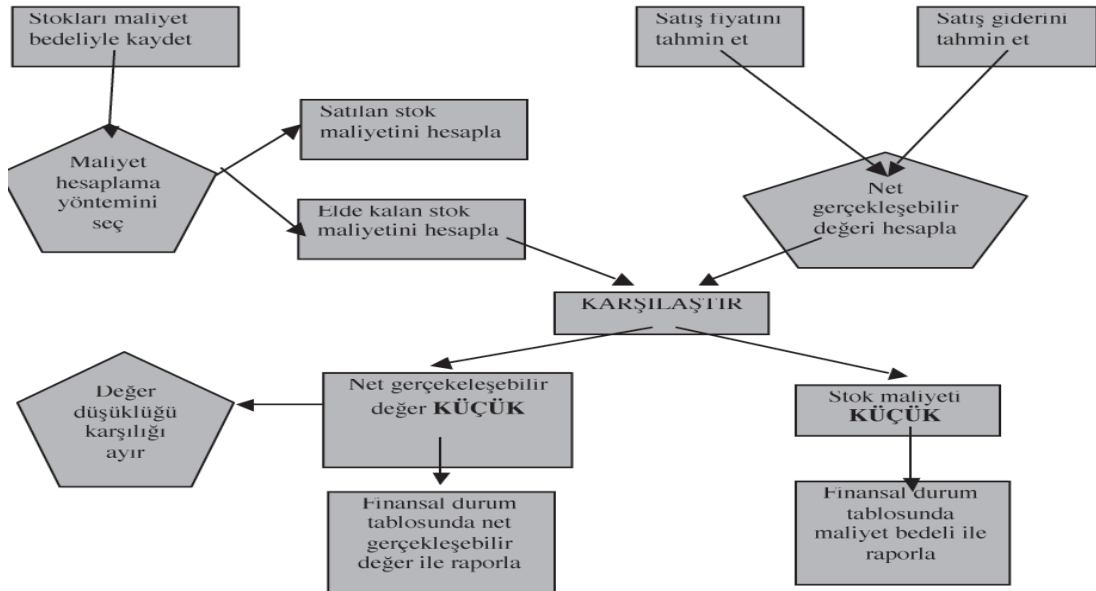 Stokları maliyet
bedeliyle kaydet
Satış fiyatını
tahmin et
Satış giderini
tahmin et
Satılan stok
maliyetini hesapla
Maliyet
hesaplama
yöntemini
seç
Elde kalan stok
maliyetini hesapla
Net
gerçekleşebilir
değeri hesapla
KARŞILAŞTIR
Değer
düşüklüğü
karşılığı
ayır
Net gerçekeleşebilir
değer KÜÇÜK
Stok maliyeti
KÜÇÜK
Finansal durum
tablosunda net
gerçekleşebilir
değer ile raporla
Finansal durum
tablosunda
maliyet bedeli ile
raporla